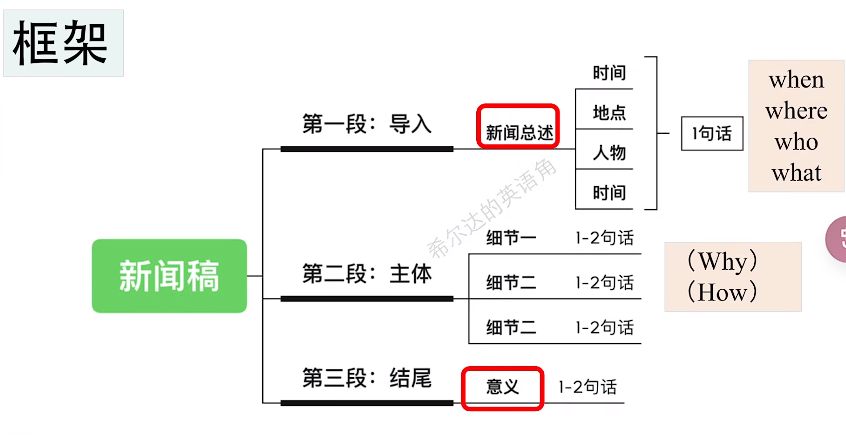 框架
第一段：导入
新闻总述
时间
地点
人物
时间
1句话
when
where
who
what
希尔达的英语角
新闻稿
第二段：主体
细节一 1-2句话
细节二 1-2句话
细节二 1-2句话
（Why）
（How）
第三段：结尾
意义
1-2句话